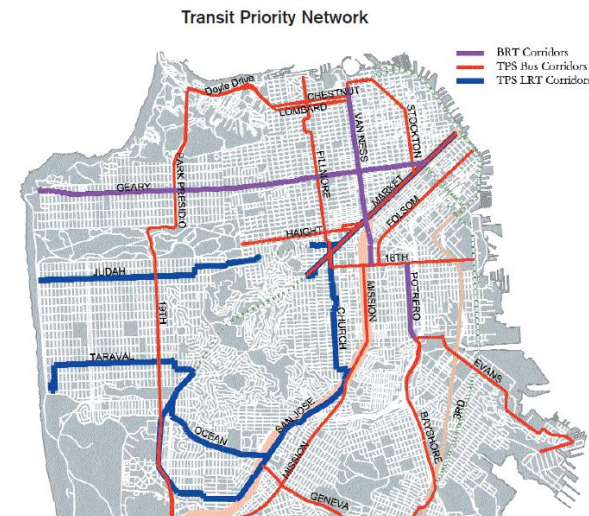 Transit Priority Network
BRT Corridors
TPS Bus Corridors
TPS LRT Corridors
Doyle Drive
CHESTNUT
LOMBARD
VAN NESS
STOCKTON
PARK PRESIDIO
FILLMORE
GEARY
MARKET
FOLSOM
HAIGHT
16TH
JUDAH
MISSION
POTRERO
19TH
CHURCH
TARAVAL
EVANS
3RD
SAN JOSE
OCEAN
BAYSHORE
MISSION
GENEVA